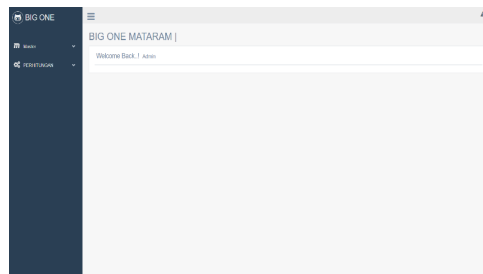 BIG ONE
BIG ONE MATARAM |
Welcome Back, ! Admin
PERHITUNGAN